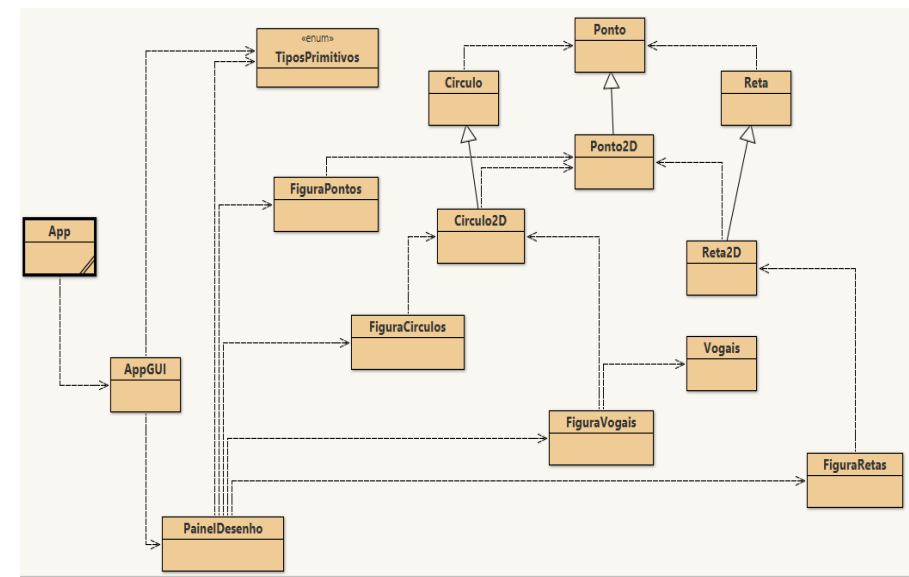 «enum»
TiposPrimitivos
Ponto
Circulo
Reta
Ponto2D
FiguraPontos
Circulo2D
App
Reta2D
FiguraCirculos
Vogais
AppGUI
FiguraVogais
FiguraRetas
PainelDesenho